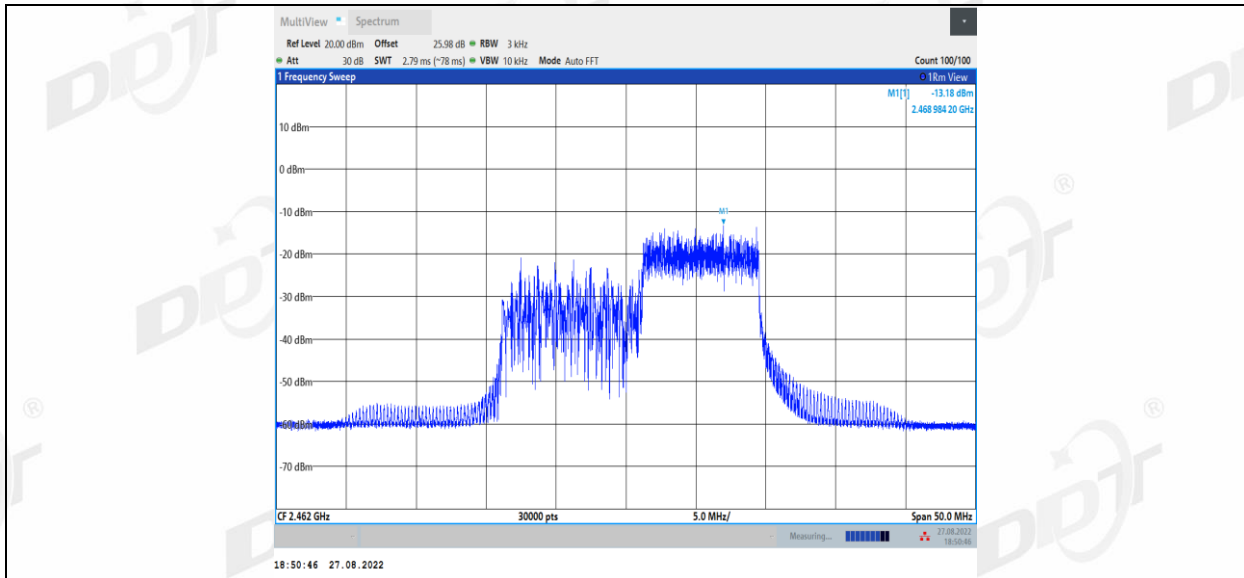 MultiView Spectrum
Ref Level 20.00 dBm Offset 25.98 dB RBW 3 kHz
Att 30 dB SWT 2.79 ms (~78 ms) VBW 10 kHz Mode Auto FFT Count 100/100
1 Frequency Sweep 1Rm View
M1[1] -13.18 dBm
2.468 984 20 GHz
10 dBm
0 dBm
-10 dBm
M1
-20 dBm
-30 dBm
-40 dBm
-50 dBm
-60 dBm
-70 dBm
CF 2.462 GHz 30000 pts 5.0 MHz/ Span 50.0 MHz
Measuring... 27.08.2022
18:50:46
18:50:46 27.08.2022